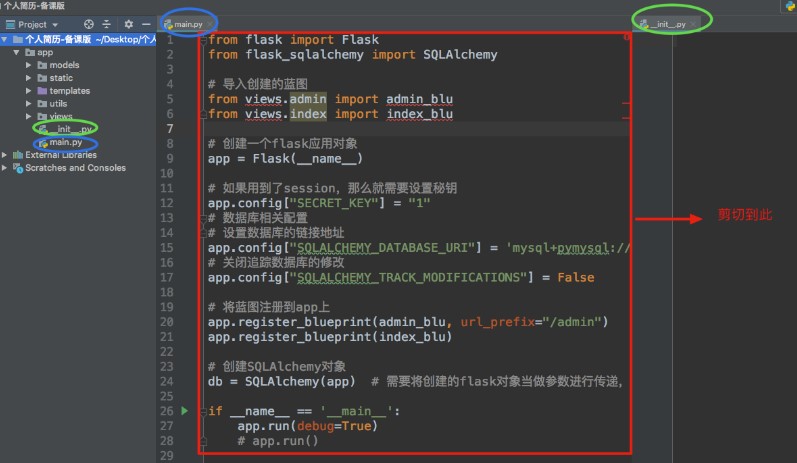 个人简历-备课版
Project
main.py
__init__.py
个人简历-备课版 ~/Desktop/个人
app
models
static
templates
utils
views
__init__.py
main.py
External Libraries
Scratches and Consoles
1 from flask import Flask
2 from flask_sqlalchemy import SQLAlchemy
3
4 # 导入创建的蓝图
5 from views.admin import admin_blu
6 from views.index import index_blu
7
8 # 创建一个flask应用对象
9 app = Flask(__name__)
10
11 # 如果用到了session，那么就需要设置秘钥
12 app.config["SECRET_KEY"] = "1"
13 # 数据库相关配置
14 # 设置数据库的链接地址
15 app.config["SQLALCHEMY_DATABASE_URI"] = 'mysql+pymysql://
16 # 关闭追踪数据库的修改
17 app.config["SQLALCHEMY_TRACK_MODIFICATIONS"] = False
18
19 # 将蓝图注册到app上
20 app.register_blueprint(admin_blu, url_prefix="/admin")
21 app.register_blueprint(index_blu)
22
23 # 创建SQLAlchemy对象
24 db = SQLAlchemy(app)  # 需要将创建的flask对象当做参数进行传递，
25
26 if __name__ == '__main__':
27     app.run(debug=True)
28     # app.run()
29
剪切到此